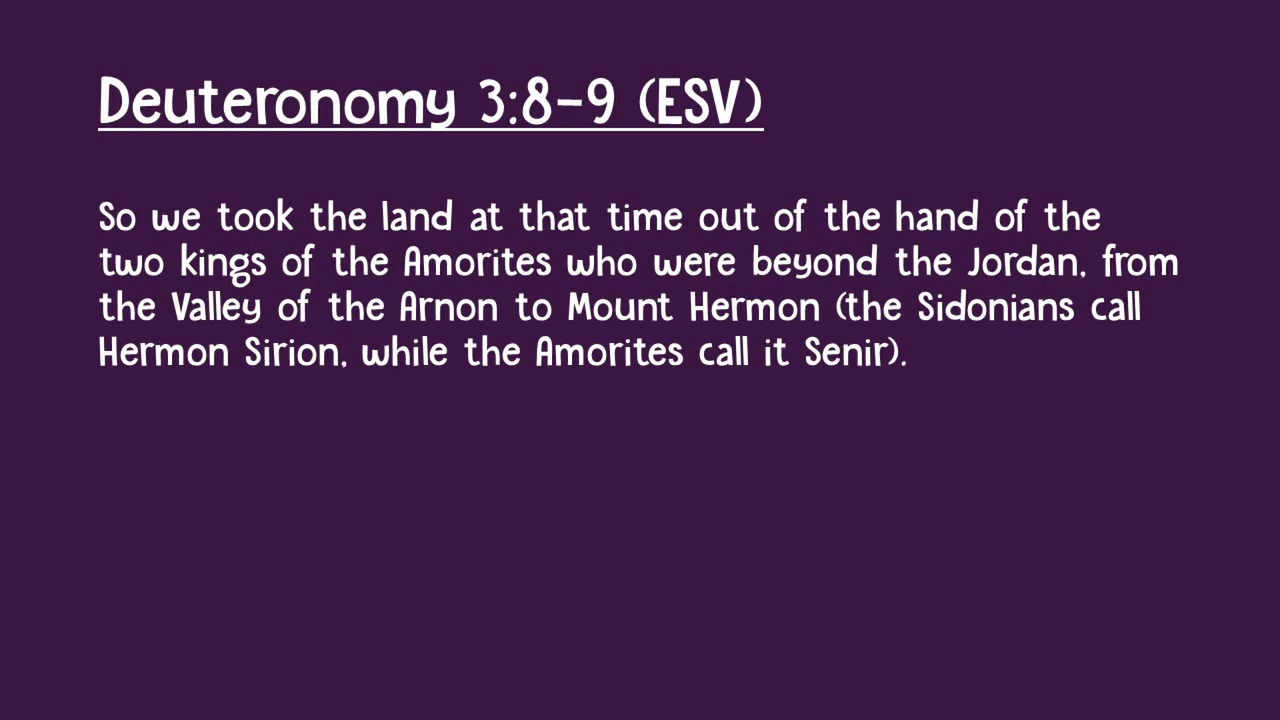 Deuteronomy 3:8–9 (ESV)
So we took the land at that time out of the hand of the
two kings of the Amorites who were beyond the Jordan, from
the Valley of the Arnon to Mount Hermon (the Sidonians call
Hermon Sirion, while the Amorites call it Senir).